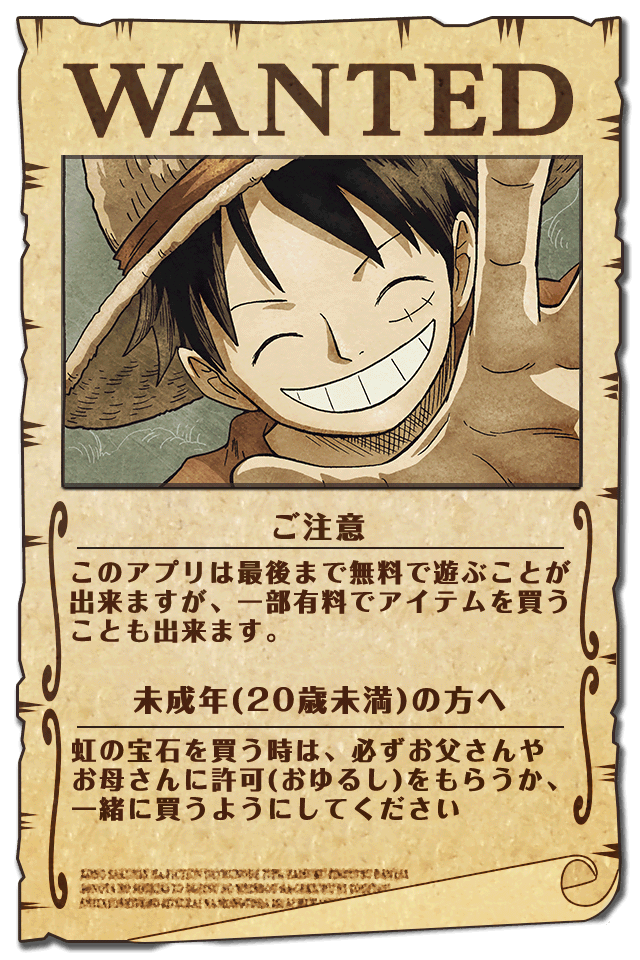 WANTED
ご注意
このアプリは最後まで無料で遊ぶことが
出来ますが、一部有料でアイテムを買う
ことも出来ます。
未成年(20歳未満)の方へ
虹の宝石を買う時は、必ずお父さんや
お母さんに許可(おゆるし)をもらうか、
一緒に買うようにしてください